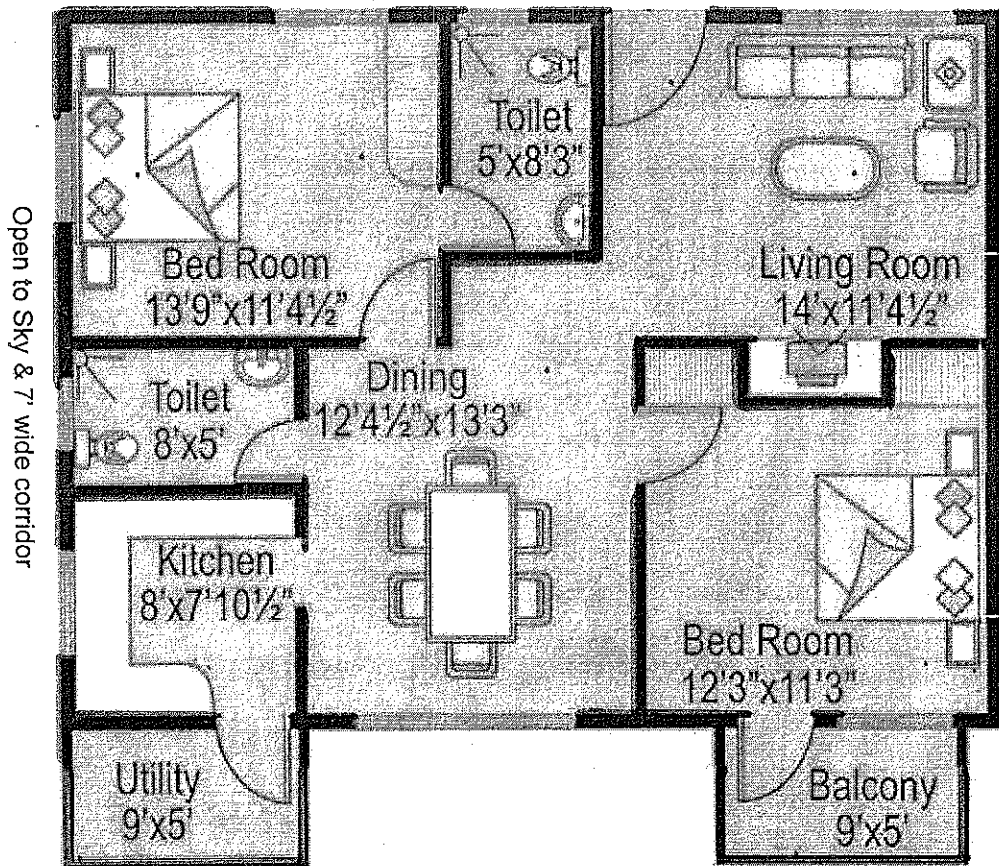 Toilet
5'x8'3"
Bed Room
13'9"x11'4½"
Living Room
14'x11'4½"
Open to Sky & 7' wide corridor
Toilet
8'x5'
Dining
12'4½"x13'3"
Kitchen
8'x7'10½"
Bed Room
12'3"x11'3"
Utility
9'x5'
Balcony
9'x5'